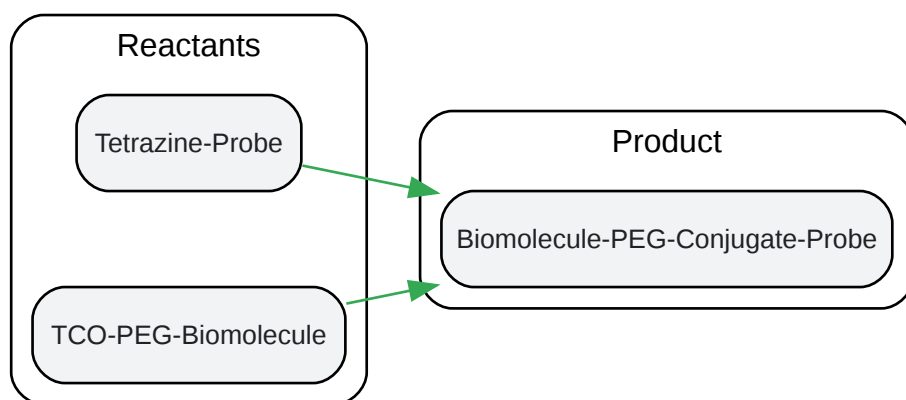 Reactants
Tetrazine-Probe
TCO-PEG-Biomolecule
Product
Biomolecule-PEG-Conjugate-Probe